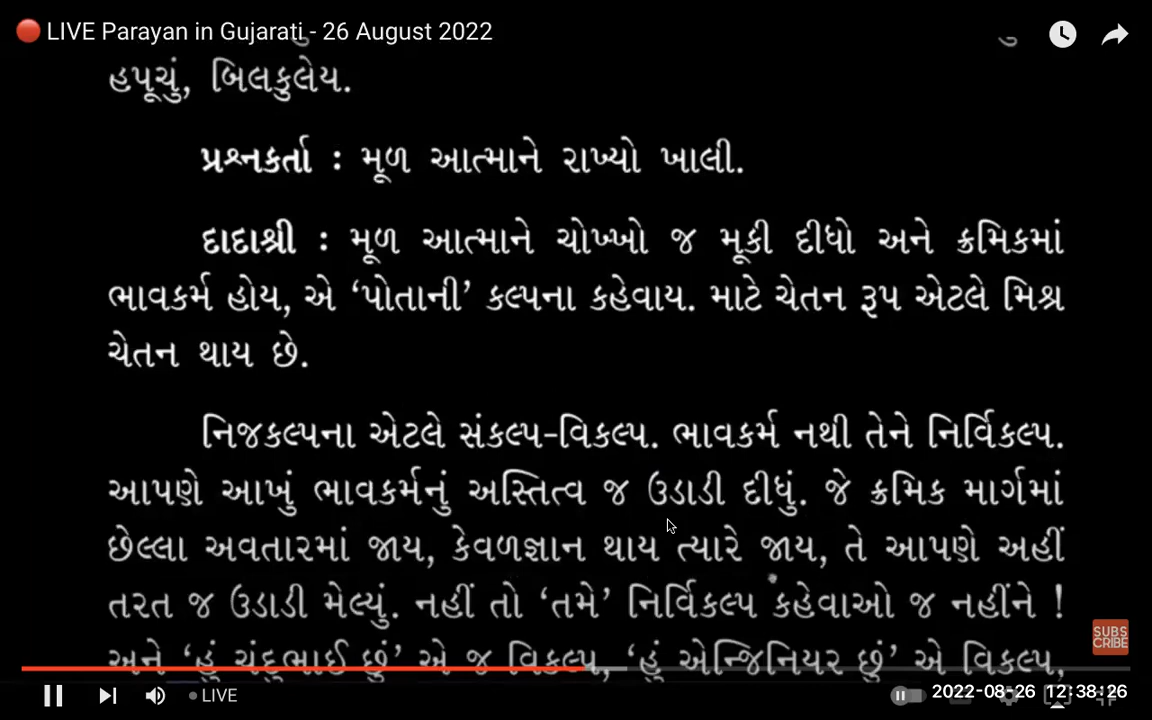 LIVE Parayan in Gujarati - 26 August 2022
હપૂચું, બિલકુલેય.
પ્રશ્નકર્તા : મૂળ આત્માને રાખ્યો ખાલી.
દાદાશ્રી : મૂળ આત્માને ચોખ્ખો જ મૂકી દીધો અને ક્રમિકમાં
ભાવકર્મ હોય, એ ‘પોતાની’ કલ્પના કહેવાય. માટે ચેતન રૂપ એટલે મિશ્ર
ચેતન થાય છે.
નિજકલ્પના એટલે સંકલ્પ-વિકલ્પ. ભાવકર્મ નથી તેને નિર્વિકલ્પ.
આપણે આખું ભાવકર્મનું અસ્તિત્વ જ ઉડાડી દીધું. જે ક્રમિક માર્ગમાં
છેલ્લા અવતારમાં જાય, કેવળજ્ઞાન થાય ત્યારે જાય, તે આપણે અહીં
તરત જ ઉડાડી મેલ્યું. નહીં તો ‘તમે’ નિર્વિકલ્પ કહેવાઓ જ નહીંને !
અને ‘હું ચંદુભાઈ છું’ એ જ વિકલ્પ, ‘હું એન્જિનિયર છું’ એ વિકલ્પ,
SUBS
CRIBE
LIVE
2022-08-26 12:38:26